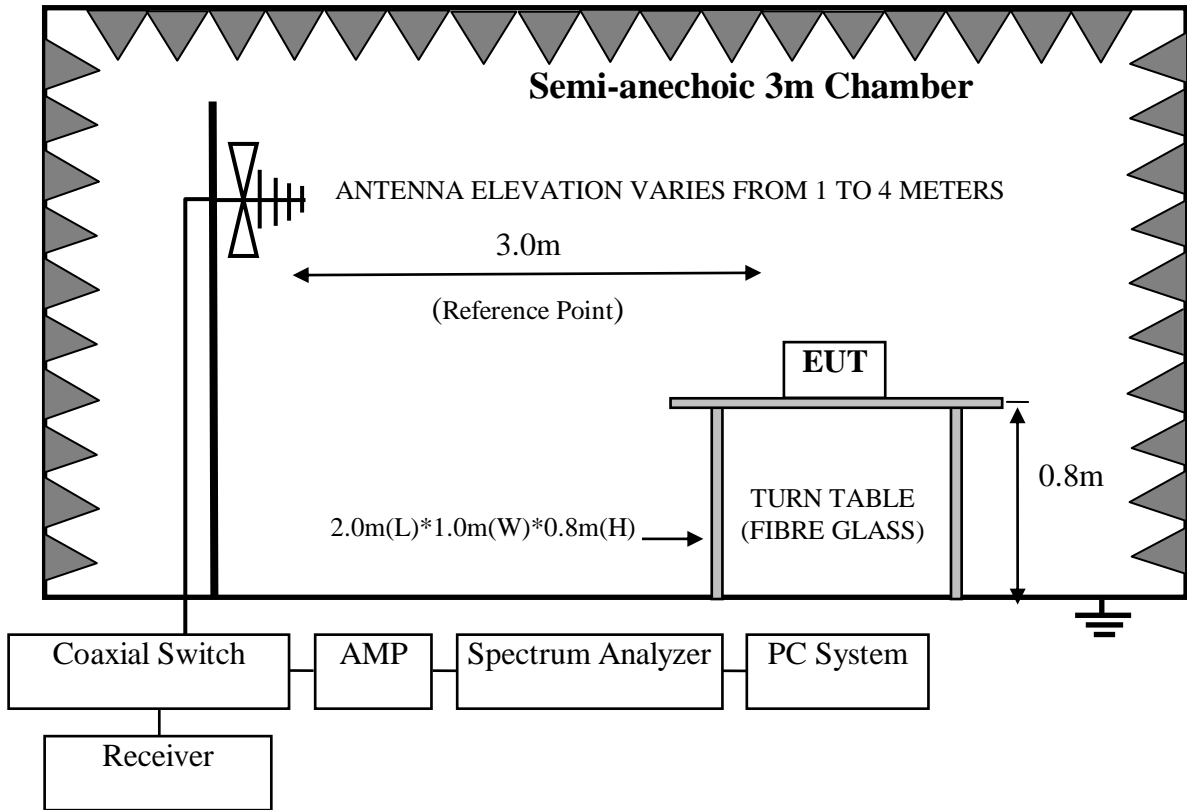 Semi-anechoic 3m Chamber
ANTENNA ELEVATION VARIES FROM 1 TO 4 METERS
3.0m
(Reference Point)
EUT
0.8m
TURN TABLE
(FIBRE GLASS)
2.0m(L)*1.0m(W)*0.8m(H)
Coaxial Switch
AMP
Spectrum Analyzer
PC System
Receiver